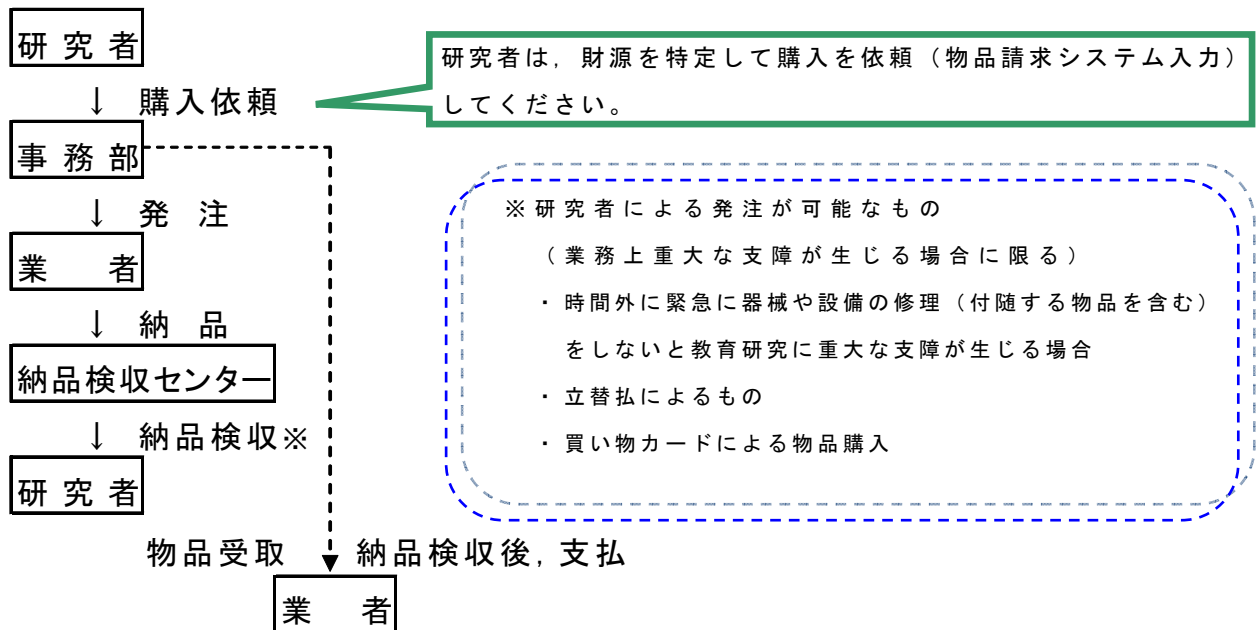 研究者
研究者は，財源を特定して購入を依頼（物品請求システム入力）
してください。
↓ 購入依頼
事務部
↓ 発注
業　者
↓ 納品
納品検収センター
↓ 納品検収※
研究者
※研究者による発注が可能なもの
（業務上重大な支障が生じる場合に限る）
・時間外に緊急に器械や設備の修理（付随する物品を含む）
をしないと教育研究に重大な支障が生じる場合
・立替払によるもの
・買い物カードによる物品購入
物品受取　納品検収後，支払
業　者